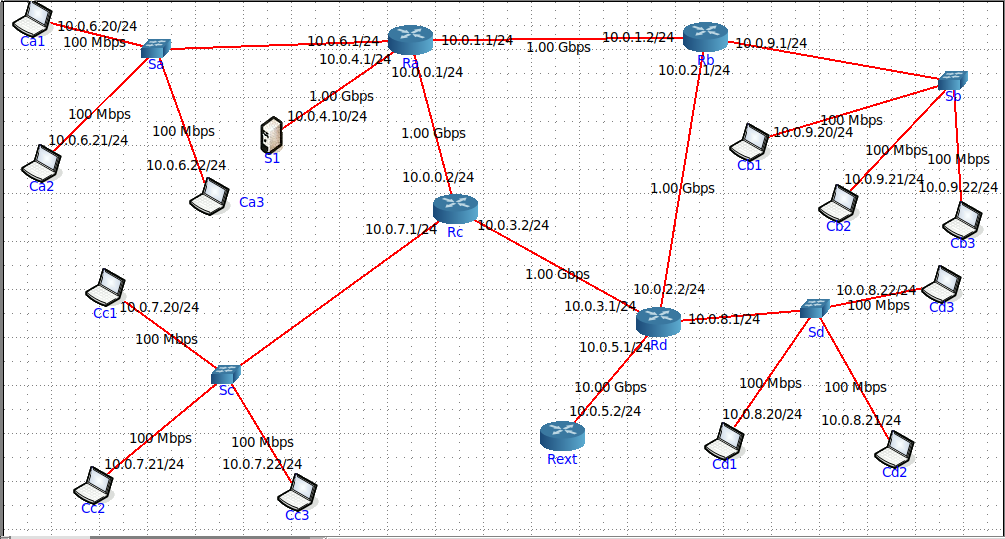 Ca1
10.0.6.20/24
100 Mbps
Sa
10.0.6.1/24
10.0.4.1/24
Ra
10.0.1.1/24
10.0.0.1/24
1.00 Gbps
10.0.1.2/24
Rb
10.0.9.1/24
10.0.2.1/24
Sb
1.00 Gbps
10.0.4.10/24
S1
100 Mbps
10.0.6.21/24
Ca2
100 Mbps
10.0.6.22/24
Ca3
1.00 Gbps
10.0.0.2/24
100 Mbps
10.0.9.20/24
Cb1
100 Mbps
10.0.9.21/24
Cb2
100 Mbps
10.0.9.22/24
Cb3
1.00 Gbps
10.0.7.1/24
Rc
10.0.3.2/24
1.00 Gbps
10.0.2.2/24
10.0.3.1/24
Rd
10.0.8.1/24
10.0.5.1/24
Cc1
10.0.7.20/24
100 Mbps
Sc
10.0.8.22/24
100 Mbps
Cd3
Sd
10.00 Gbps
10.0.5.2/24
Rext
100 Mbps
10.0.8.20/24
Cd1
100 Mbps
10.0.8.21/24
Cd2
100 Mbps
10.0.7.21/24
Cc2
100 Mbps
10.0.7.22/24
Cc3